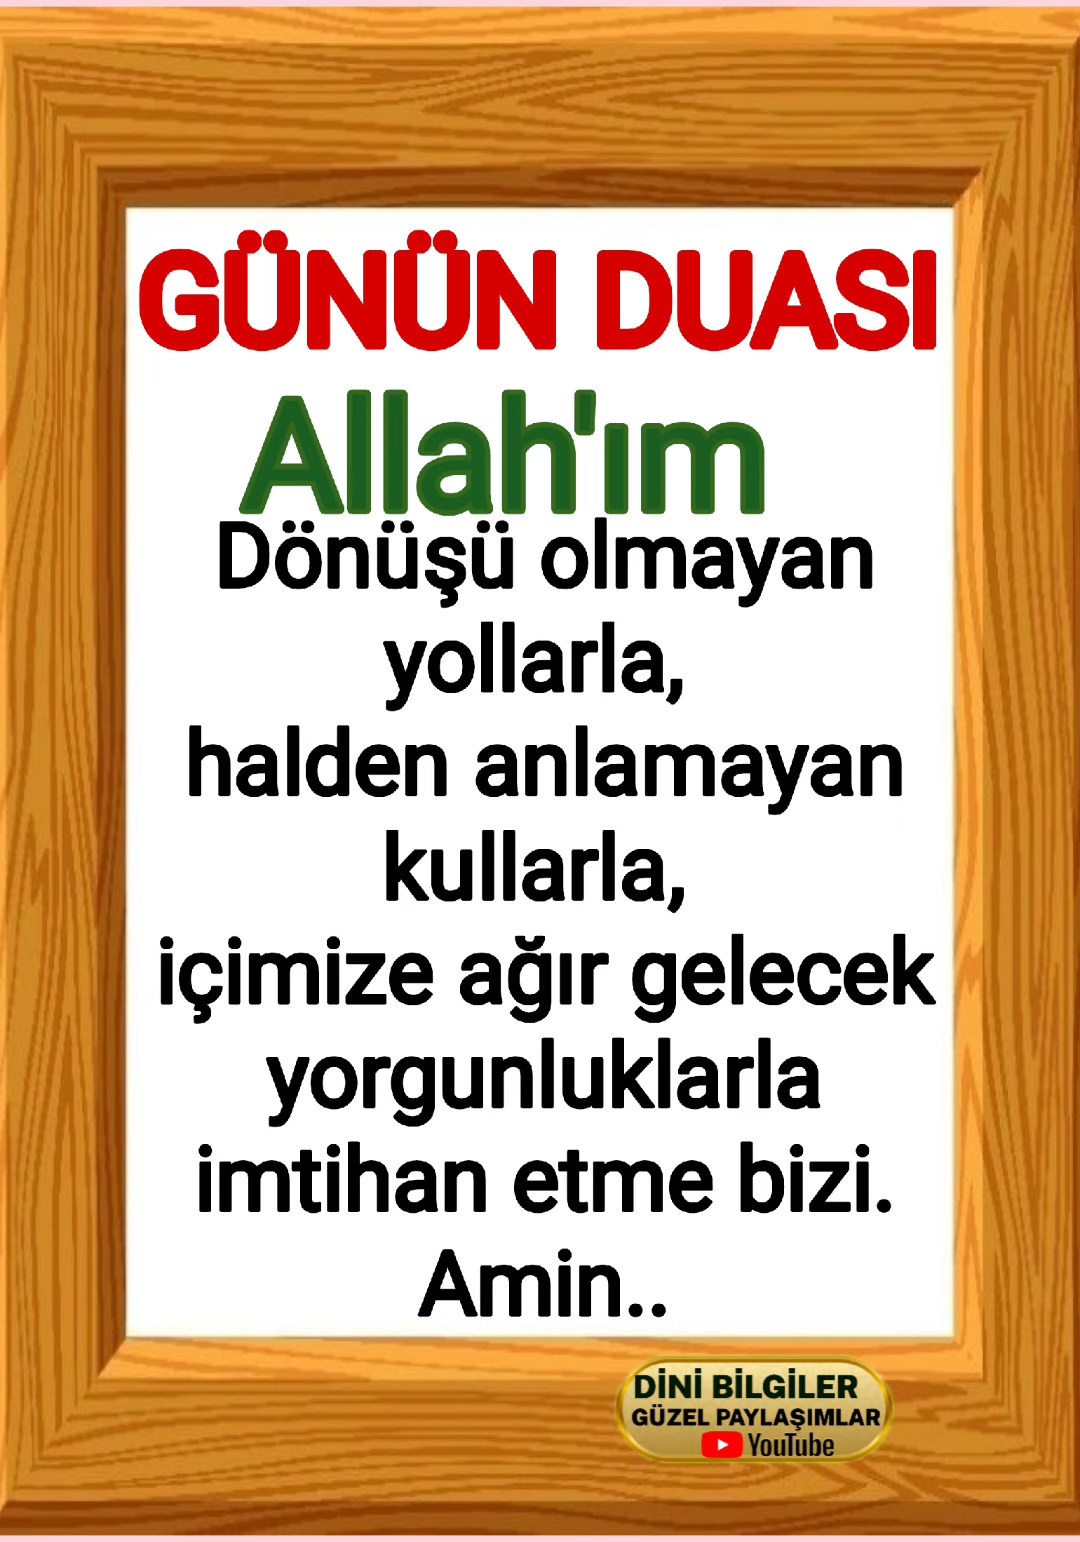 GÜNÜN DUASI
Allah'ım
Dönüşü olmayan
yollarla,
halden anlamayan
kullarla,
içimize ağır gelecek
yorgunluklarla
imtihan etme bizi.
Amin..
DİNİ BİLGİLER
GÜZEL PAYLAŞIMLAR
YouTube